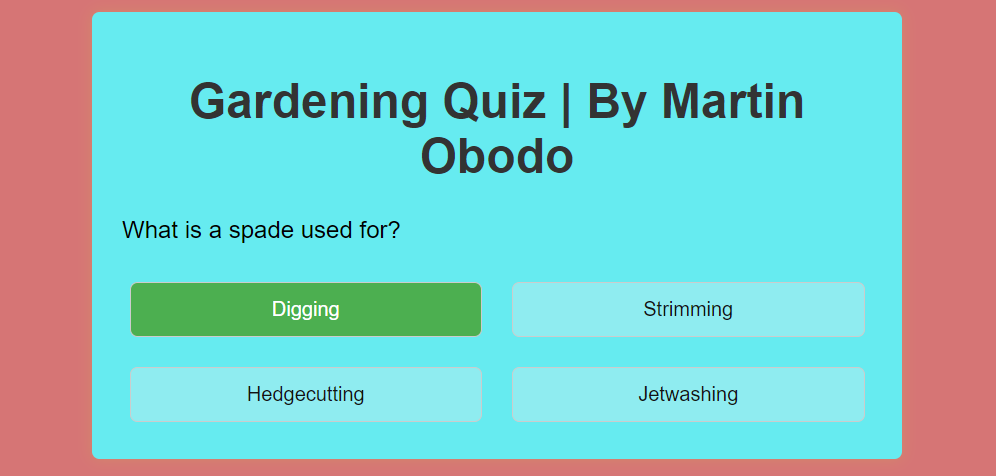 Gardening Quiz | By Martin
Obodo
What is a spade used for?
Digging
Strimming
Hedgecutting
Jetwashing